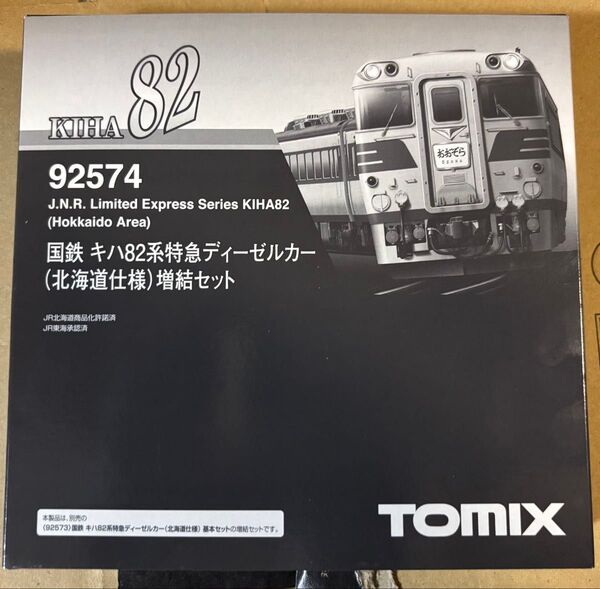 KIHA 82
92574
J.N.R. Limited Express Series KIHA82
(Hokkaido Area)
国鉄 キハ82系特急ディーゼルカー
(北海道仕様)増結セット
JR北海道商品化許諾済
JR東海承認済
おおぞら
OZORA
本製品は、別売の
(92573)国鉄 キハ82系特急ディーゼルカー(北海道仕様) 基本セットの増結セットです。
TOMIX